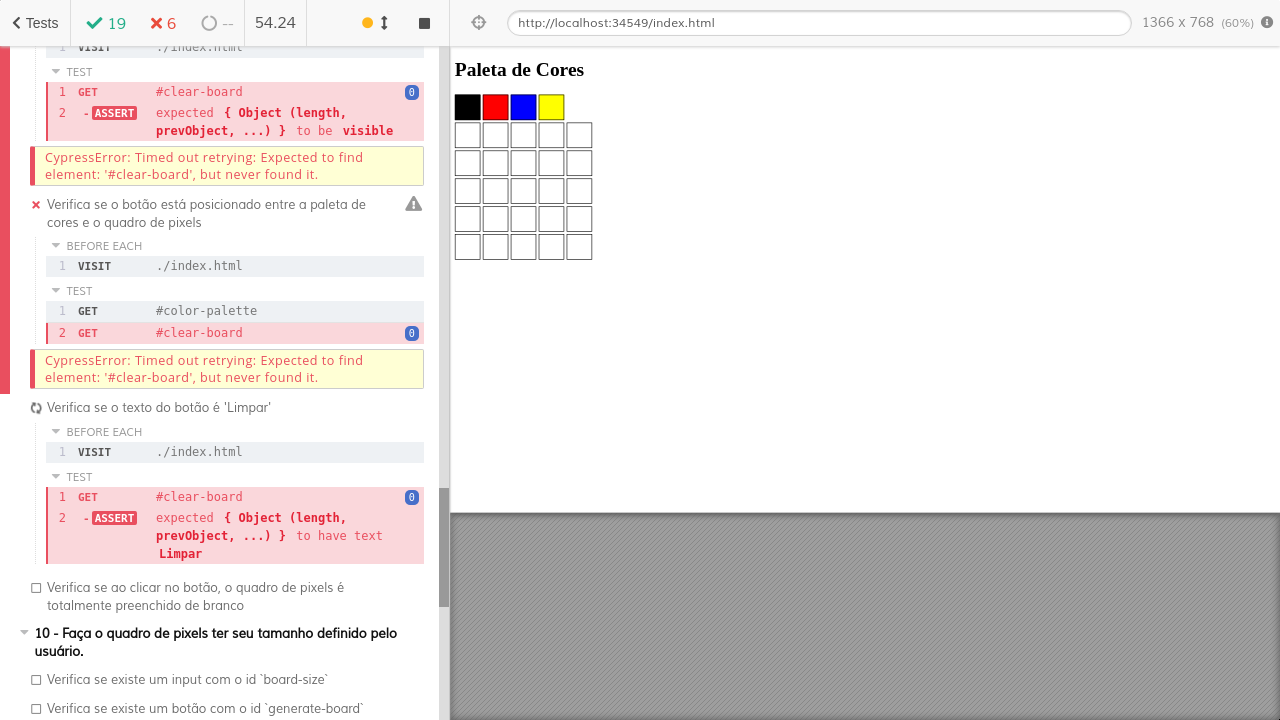 Tests
19
6
--
54.24
http://localhost:34549/index.html
1366 x 768 (60%)
1 VISIT ./index.html
TEST
1 GET #clear-board 0
2 - ASSERT expected { Object (length,
prevObject, ...) } to be visible
CypressError: Timed out retrying: Expected to find
element: '#clear-board', but never found it.
Verifica se o botão está posicionado entre a paleta de
cores e o quadro de pixels
BEFORE EACH
1 VISIT ./index.html
TEST
1 GET #color-palette
2 GET #clear-board 0
CypressError: Timed out retrying: Expected to find
element: '#clear-board', but never found it.
Verifica se o texto do botão é 'Limpar'
BEFORE EACH
1 VISIT ./index.html
TEST
1 GET #clear-board 0
2 - ASSERT expected { Object (length,
prevObject, ...) } to have text
Limpar
Verifica se ao clicar no botão, o quadro de pixels é
totalmente preenchido de branco
10 - Faça o quadro de pixels ter seu tamanho definido pelo
usuário.
Verifica se existe um input com o id `board-size`
Verifica se existe um botão com o id `generate-board`
Paleta de Cores